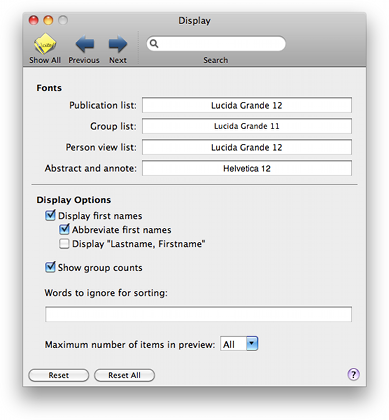 Display
Show All Previous Next Search
Fonts
Publication list: Lucida Grande 12
Group list: Lucida Grande 11
Person view list: Lucida Grande 12
Abstract and annote: Helvetica 12
Display Options
Display first names
Abbreviate first names
Display "Lastname, Firstname"
Show group counts
Words to ignore for sorting:
Maximum number of items in preview: All
Reset Reset All ?